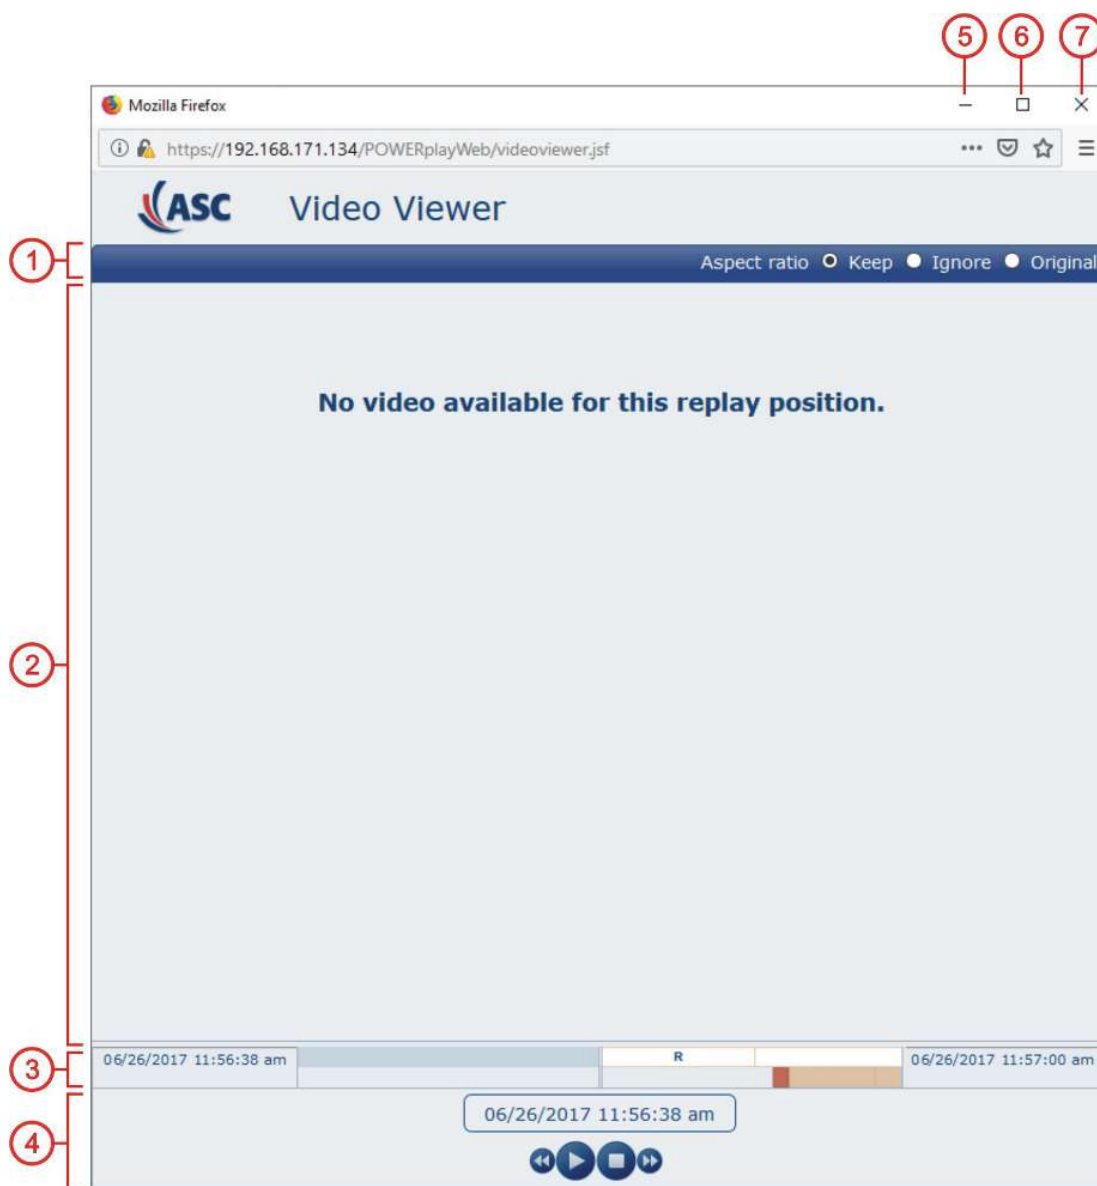 5 6 7
Mozilla Firefox
https://192.168.171.134/POWERplayWeb/videoviewer.jsf
ASC Video Viewer
1
Aspect ratio Keep Ignore Original
No video available for this replay position.
2
3
06/26/2017 11:56:38 am R 06/26/2017 11:57:00 am
06/26/2017 11:56:38 am
4